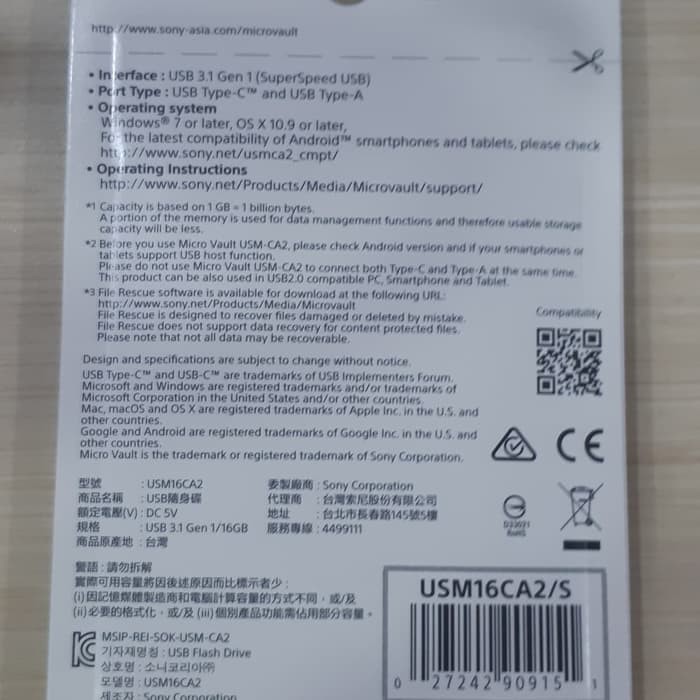 http://www.sony-asia.com/microvault
• Interface : USB 3.1 Gen 1 (SuperSpeed USB)
• Port Type : USB Type-C™ and USB Type-A
• Operating system
Windows® 7 or later, OS X 10.9 or later,
For the latest compatibility of Android™ smartphones and tablets, please check
http://www.sony.net/usmca2_cmpt/
• Operating Instructions
http://www.sony.net/Products/Media/Microvault/support/
*1 Capacity is based on 1 GB = 1 billion bytes.
A portion of the memory is used for data management functions and therefore usable storage
capacity will be less.
*2 Before you use Micro Vault USM-CA2, please check Android version and if your smartphones or
tablets support USB host function.
Please do not use Micro Vault USM-CA2 to connect both Type-C and Type-A at the same time.
This product can be also used in USB2.0 compatible PC, Smartphone and Tablet.
*3 File Rescue software is available for download at the following URL:
http://www.sony.net/Products/Media/Microvault
File Rescue is designed to recover files damaged or deleted by mistake.
File Rescue does not support data recovery for content protected files.
Please note that not all data may be recoverable.
Compatibility
Design and specifications are subject to change without notice.
USB Type-C™ and USB-C™ are trademarks of USB Implementers Forum.
Microsoft and Windows are registered trademarks and/or trademarks of
Microsoft Corporation in the United States and/or other countries.
Mac, macOS and OS X are registered trademarks of Apple Inc. in the U.S. and
other countries.
Google and Android are registered trademarks of Google Inc. in the U.S. and
other countries.
Micro Vault is the trademark or registered trademark of Sony Corporation.
CE
型號 : USM16CA2
商品名稱 : USB隨身碟
額定電壓(V) : DC 5V
規格 : USB 3.1 Gen 1/16GB
商品原產地 : 台灣
委製廠商 : Sony Corporation
代理商 : 台灣索尼股份有限公司
地址 : 台北市長春路145號5樓
服務專線 : 4499111
D33021
RoHS
警語 : 請勿拆解
實際可用容量將因後述原因而比標示者少 :
(i)因記憶體製造商和電腦計算容量的方式不同，或/及
(ii)必要的格式化，或/及 (iii)個別產品功能需佔用部分容量。
MSIP-REI-SOK-USM-CA2
기자재명칭 : USB Flash Drive
상호명 : 소니코리아㈜
모델명 : USM16CA2
제조자 : Sony Corporation
USM16CA2/S
0 27242 90915 1